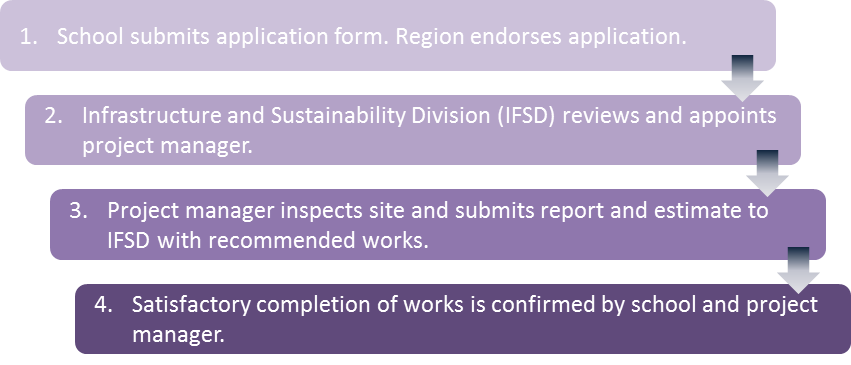 1. School submits application form. Region endorses application.
2. Infrastructure and Sustainability Division (IFSD) reviews and appoints
project manager.
3. Project manager inspects site and submits report and estimate to
IFSD with recommended works.
4. Satisfactory completion of works is confirmed by school and project
manager.